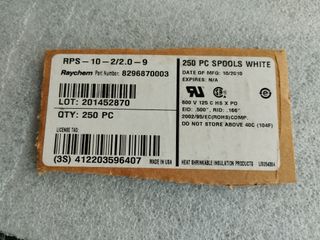 RPS - 10 - 2/2.0 - 9
Raychem Part Number: 8296870003
LOT: 201452870
QTY: 250 PC
LICENSE TAG
(3S) 412203596407 MADE IN USA
250 PC SPOOLS WHITE
DATE OF MFG: 10/2010
EXPIRES: N/A
600 V 125 C HS X PO
E/D: .500", R/D: .166"
2002/95/EC(ROHS)COMP.
DO NOT STORE ABOVE 40C (104F)
HEAT SHRINKABLE INSULATION PRODUCTS